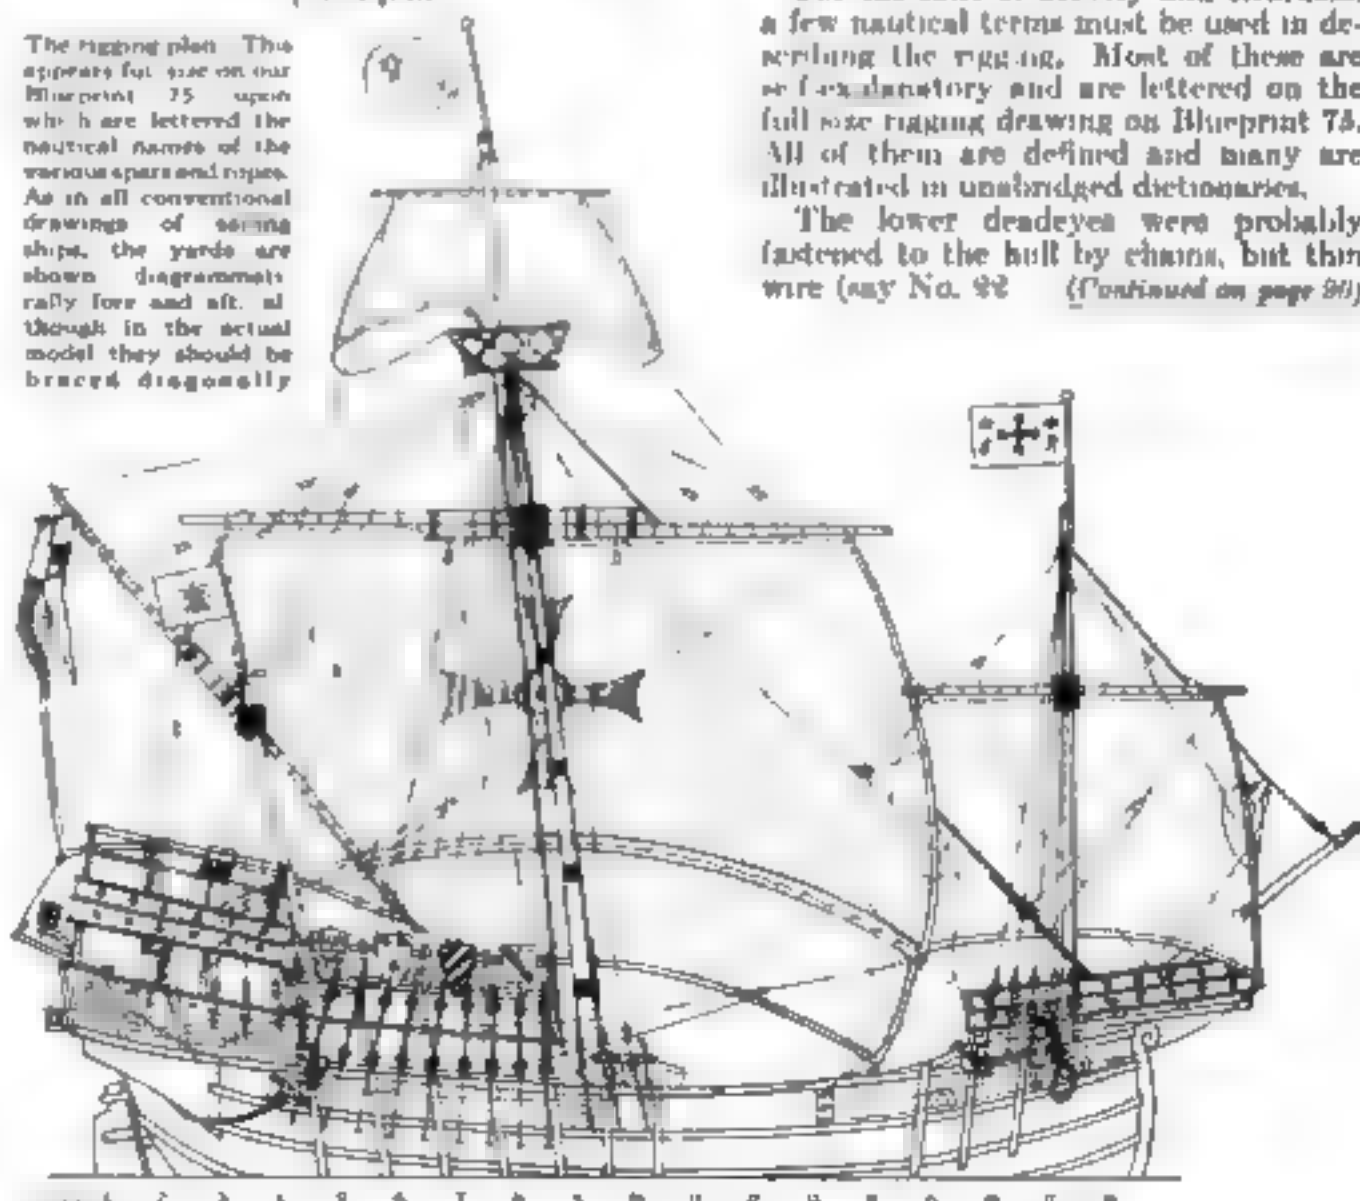 The rigging plan This
appears full size on our
Blueprint 75 upon
which are lettered the
nautical names of the
various spars and ropes.
As in all conventional
drawings of sailing
ships, the yards are
shown diagrammati-
cally fore and aft, al-
though in the actual
model they should be
braced diagonally
a few nautical terms must be used in de-
scribing the rigging. Most of these are
self-explanatory and are lettered on the
full size rigging drawing on Blueprint 75.
All of them are defined and many are
illustrated in unabridged dictionaries.
The lower deadeyes were probably
fastened to the hull by chains, but thin
wire (say No. 22 (Continued on page 90)